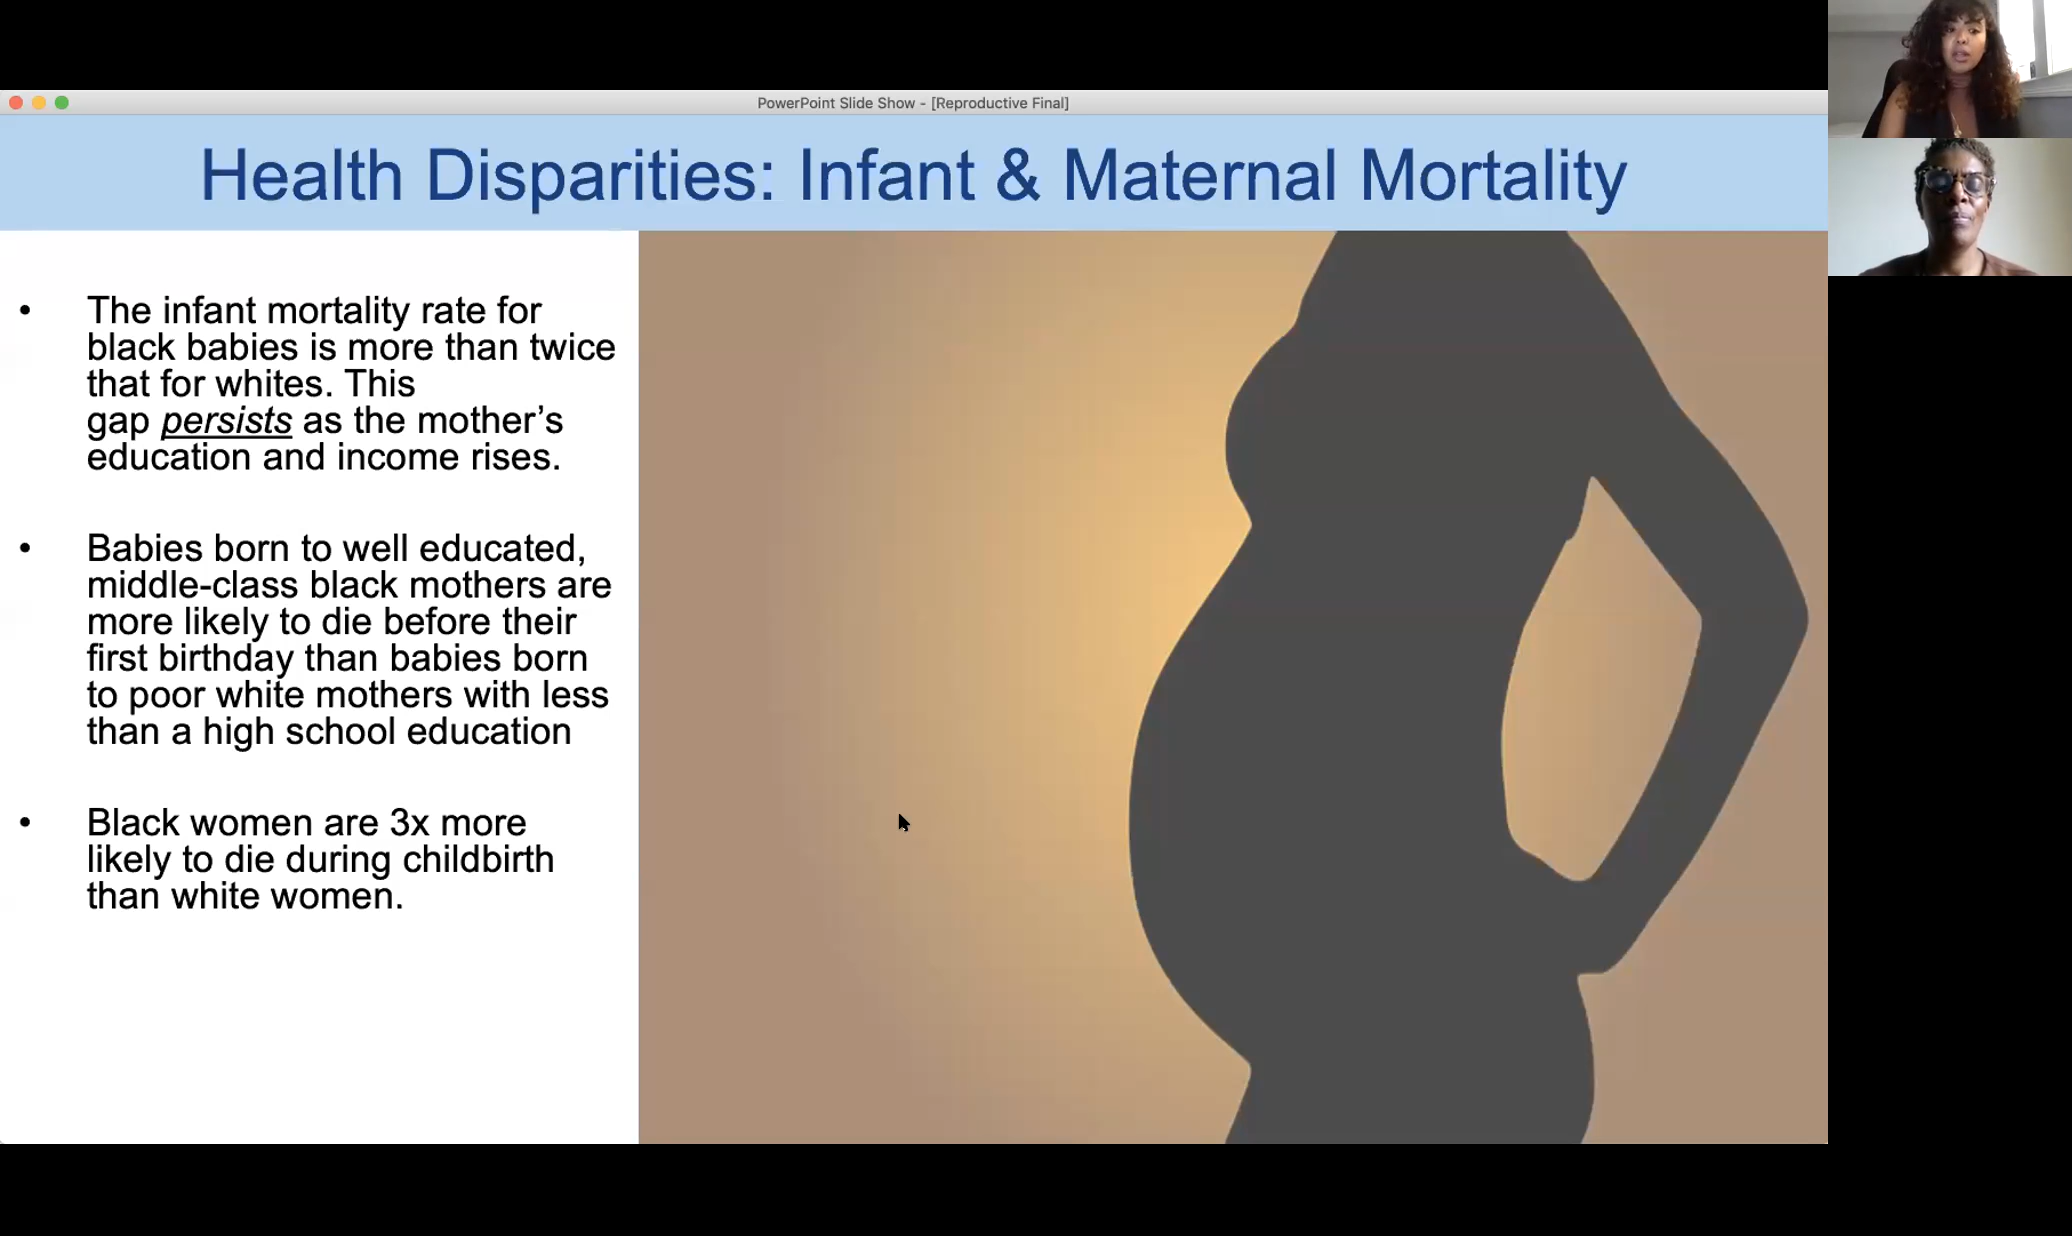 PowerPoint Slide Show - [Reproductive Final]
Health Disparities: Infant & Maternal Mortality
• The infant mortality rate for
black babies is more than twice
that for whites. This
gap persists as the mother’s
education and income rises.
• Babies born to well educated,
middle-class black mothers are
more likely to die before their
first birthday than babies born
to poor white mothers with less
than a high school education
• Black women are 3x more
likely to die during childbirth
than white women.